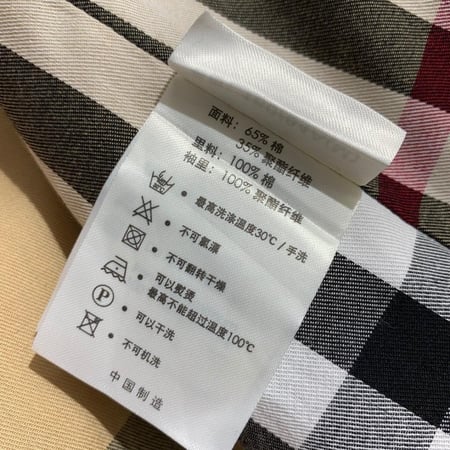 面料：65% 棉
35% 聚酯纤维
里料：100% 棉
袖里：100% 聚酯纤维
• 最高洗涤温度30℃/手洗
• 不可氯漂
• 不可翻转干燥
• 可以熨烫
最高不能超过温度100℃
P
• 可以干洗
• 不可机洗
中国制造